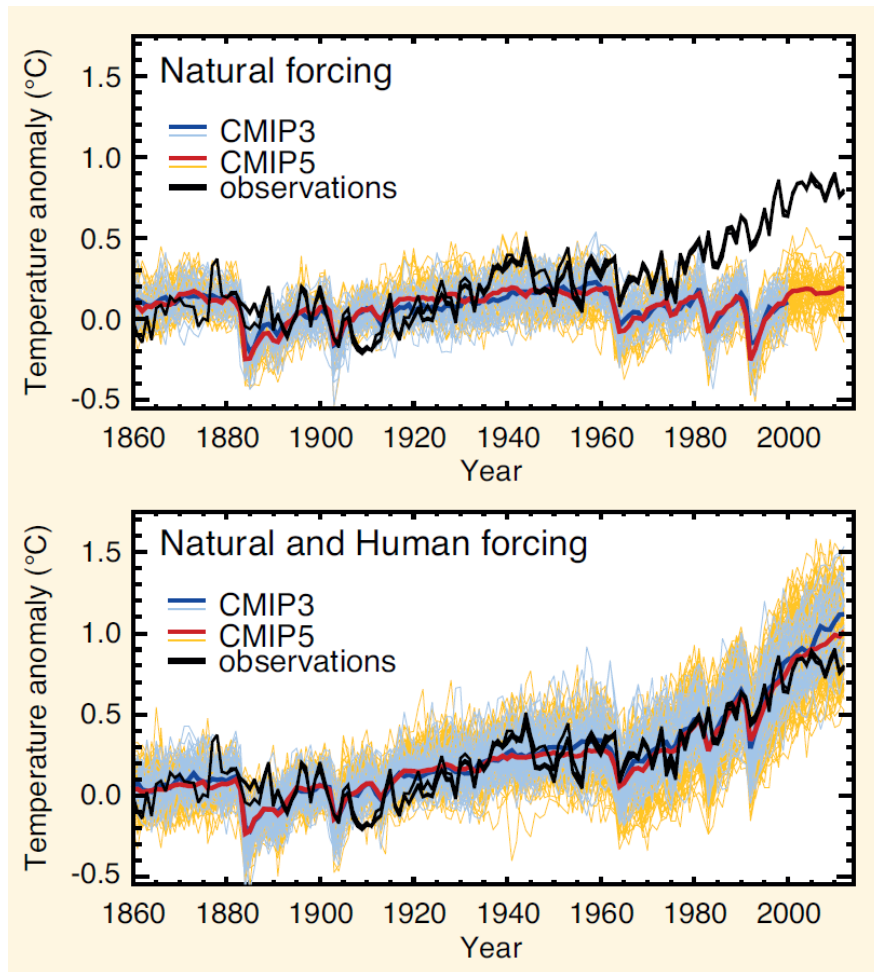 Natural forcing
CMIP3
CMIP5
observations
Temperature anomaly (°C)
1.5
1.0
0.5
0.0
-0.5
1860 1880 1900 1920 1940 1960 1980 2000
Year
Natural and Human forcing
CMIP3
CMIP5
observations
Temperature anomaly (°C)
1.5
1.0
0.5
0.0
-0.5
1860 1880 1900 1920 1940 1960 1980 2000
Year